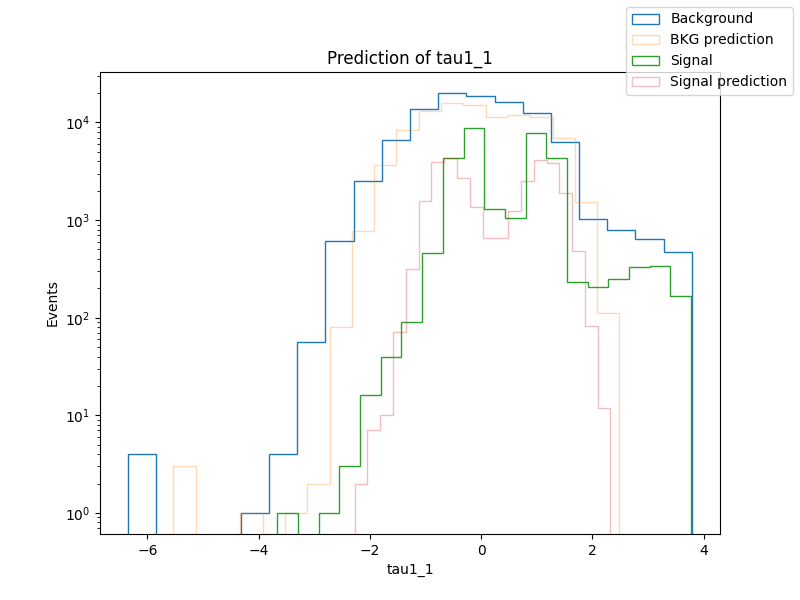 Prediction of tau1_1
Background
BKG prediction
Signal
Signal prediction
Events
10⁴
10³
10²
10¹
10⁰
−6
−4
−2
0
2
4
tau1_1